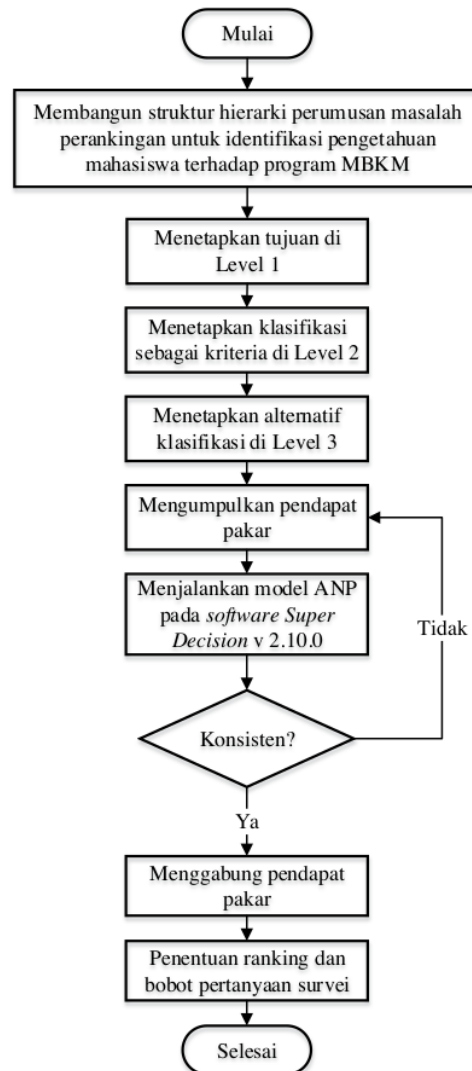 Mulai
Membangun struktur hierarki perumusan masalah
perankingan untuk identifikasi pengetahuan
mahasiswa terhadap program MBKM
Menetapkan tujuan di
Level 1
Menetapkan klasifikasi
sebagai kriteria di Level 2
Menetapkan alternatif
klasifikasi di Level 3
Mengumpulkan pendapat
pakar
Menjalankan model ANP
pada software Super
Decision v 2.10.0
Tidak
Konsisten?
Ya
Menggabung pendapat
pakar
Penentuan ranking dan
bobot pertanyaan survei
Selesai